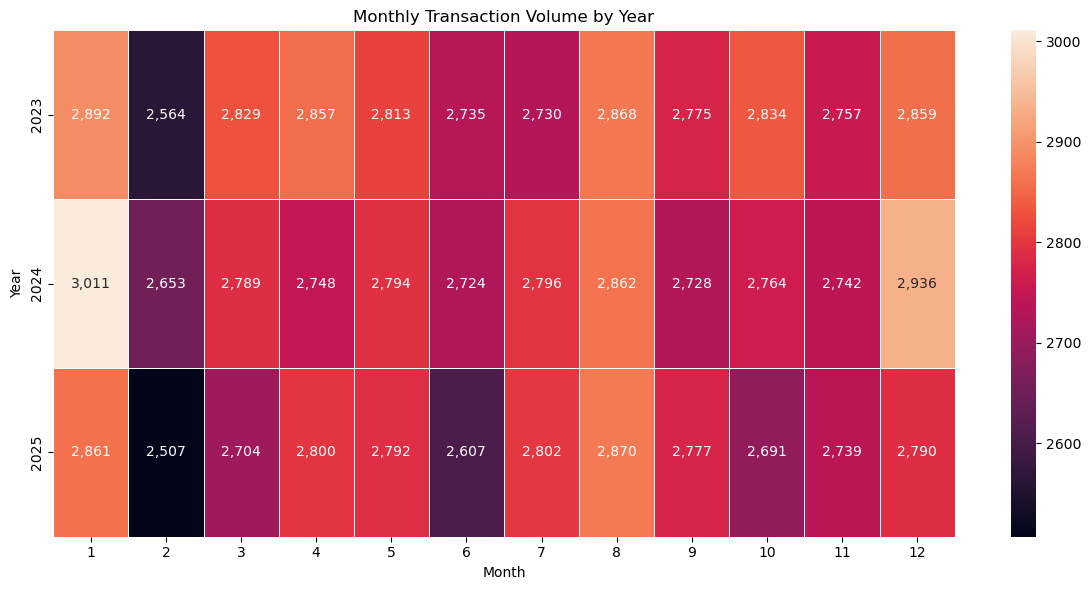 Monthly Transaction Volume by Year
Year
2023
2,892 2,564 2,829 2,857 2,813 2,735 2,730 2,868 2,775 2,834 2,757 2,859
2024
3,011 2,653 2,789 2,748 2,794 2,724 2,796 2,862 2,728 2,764 2,742 2,936
2025
2,861 2,507 2,704 2,800 2,792 2,607 2,802 2,870 2,777 2,691 2,739 2,790
1 2 3 4 5 6 7 8 9 10 11 12
Month
3000
2900
2800
2700
2600